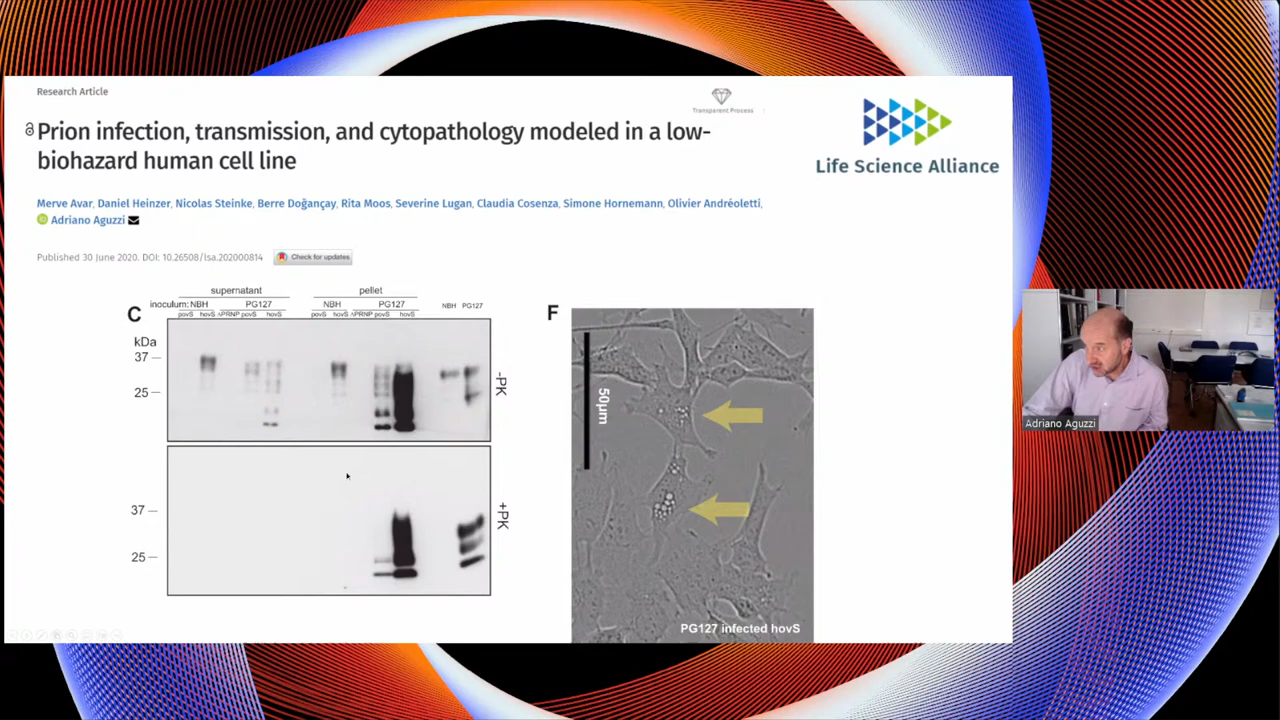 Research Article
Transparent Process
Prion infection, transmission, and cytopathology modeled in a low-
biohazard human cell line
Life Science Alliance
Merve Avar, Daniel Heinzer, Nicolas Steinke, Berre Doğançay, Rita Moos, Severine Lugan, Claudia Cosenza, Simone Hornemann, Olivier Andréoletti,
iD Adriano Aguzzi
Published 30 June 2020. DOI: 10.26508/lsa.202000814
Check for updates
supernatant pellet
inoculum: NBH PG127 NBH PG127 NBH PG127
povS hovS ΔPRNP povS hovS povS hovS ΔPRNP povS hovS
C
kDa
37
25
-PK
37
25
+PK
F
50μm
PG127 infected hovS
Adriano Aguzzi